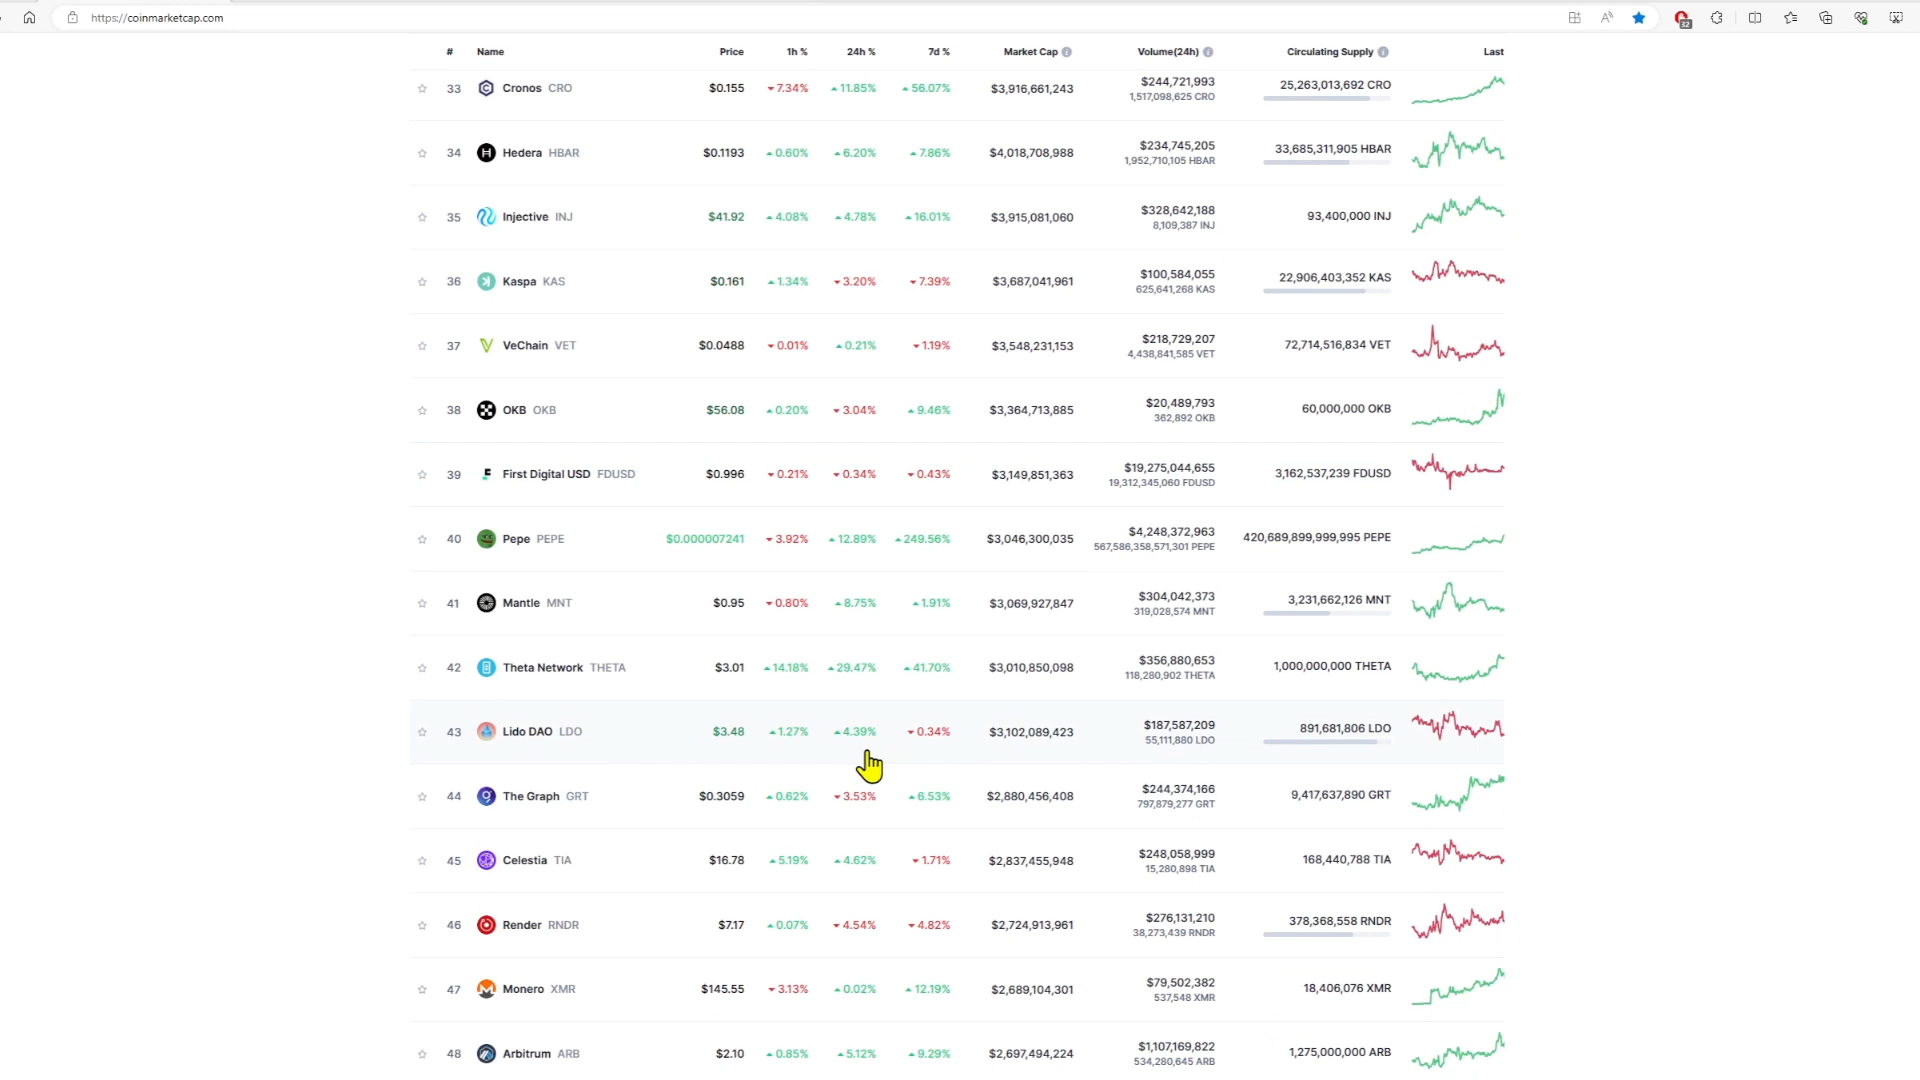 https://coinmarketcap.com
32
# Name Price 1h % 24h % 7d % Market Cap Volume(24h) Circulating Supply Last
33 Cronos CRO $0.155 7.34% 11.85% 56.07% $3,916,661,243 $244,721,993 25,263,013,692 CRO
1,517,098,625 CRO
34 Hedera HBAR $0.1193 0.60% 6.20% 7.86% $4,018,708,988 $234,745,205 33,685,311,905 HBAR
1,952,710,105 HBAR
35 Injective INJ $41.92 4.08% 4.78% 16.01% $3,915,081,060 $328,642,188 93,400,000 INJ
8,109,387 INJ
36 Kaspa KAS $0.161 1.34% 3.20% 7.39% $3,687,041,961 $100,584,055 22,906,403,352 KAS
625,641,268 KAS
37 VeChain VET $0.0488 0.01% 0.21% 1.19% $3,548,231,153 $218,729,207 72,714,516,834 VET
4,438,841,585 VET
38 OKB OKB $56.08 0.20% 3.04% 9.46% $3,364,713,885 $20,489,793 60,000,000 OKB
362,892 OKB
39 First Digital USD FDUSD $0.996 0.21% 0.34% 0.43% $3,149,851,363 $19,275,044,655 3,162,537,239 FDUSD
19,312,345,060 FDUSD
40 Pepe PEPE $0.000007241 3.92% 12.89% 249.56% $3,046,300,035 $4,248,372,963 420,689,899,999,995 PEPE
567,586,358,571,301 PEPE
41 Mantle MNT $0.95 0.80% 8.75% 1.91% $3,069,927,847 $304,042,373 3,231,662,126 MNT
319,028,574 MNT
42 Theta Network THETA $3.01 14.18% 29.47% 41.70% $3,010,850,098 $356,880,653 1,000,000,000 THETA
118,280,902 THETA
43 Lido DAO LDO $3.48 1.27% 4.39% 0.34% $3,102,089,423 $187,587,209 891,681,806 LDO
55,111,880 LDO
44 The Graph GRT $0.3059 0.62% 3.53% 6.53% $2,880,456,408 $244,374,166 9,417,637,890 GRT
797,879,277 GRT
45 Celestia TIA $16.78 5.19% 4.62% 1.71% $2,837,455,948 $248,058,999 168,440,788 TIA
15,280,898 TIA
46 Render RNDR $7.17 0.07% 4.54% 4.82% $2,724,913,961 $276,131,210 378,368,558 RNDR
38,273,439 RNDR
47 Monero XMR $145.55 3.13% 0.02% 12.19% $2,689,104,301 $79,502,382 18,406,076 XMR
537,548 XMR
48 Arbitrum ARB $2.10 0.85% 5.12% 9.29% $2,697,494,224 $1,107,169,822 1,275,000,000 ARB
534,280,645 ARB